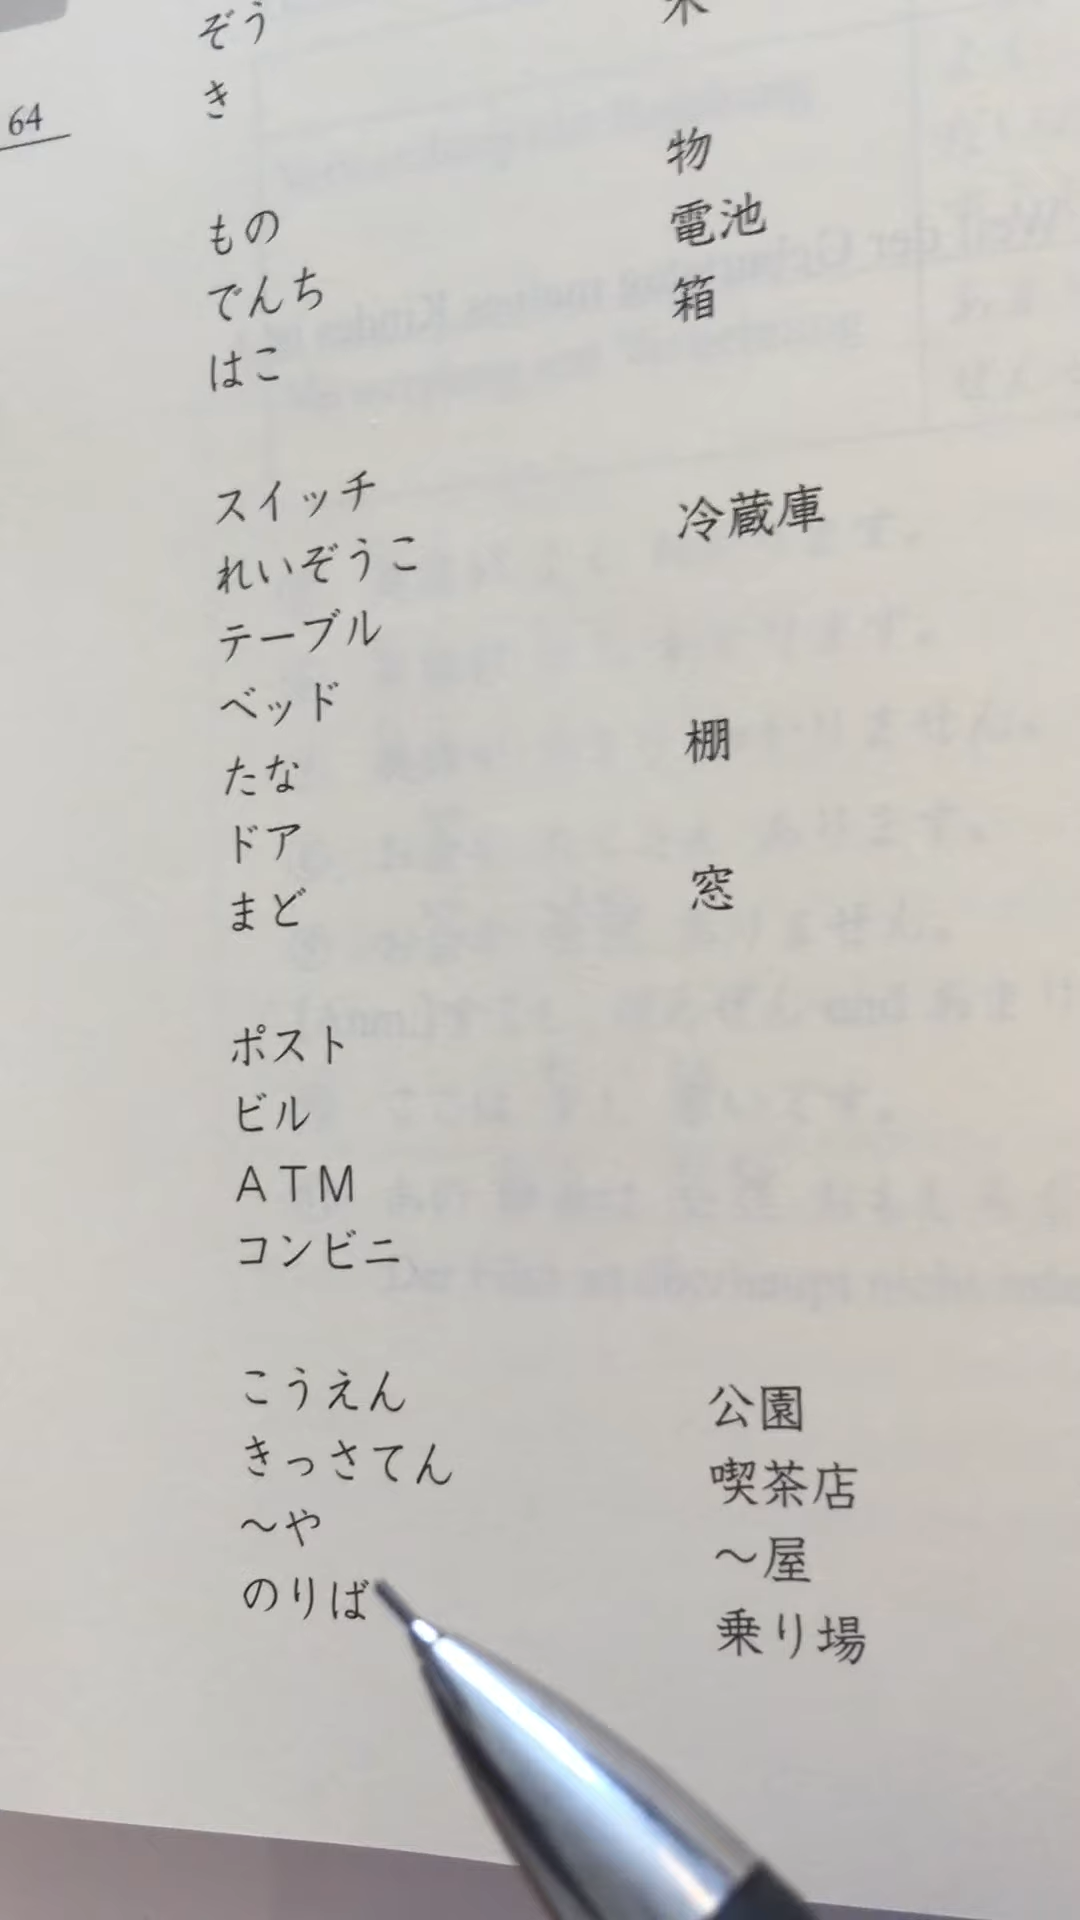 ぞう
き 木
64
もの 物
でんち 電池
はこ 箱
スイッチ
れいぞうこ 冷蔵庫
テーブル
ベッド
たな 棚
ドア
まど 窓
ポスト
ビル
ATM
コンビニ
こうえん 公園
きっさてん 喫茶店
～や ～屋
のりば 乗り場